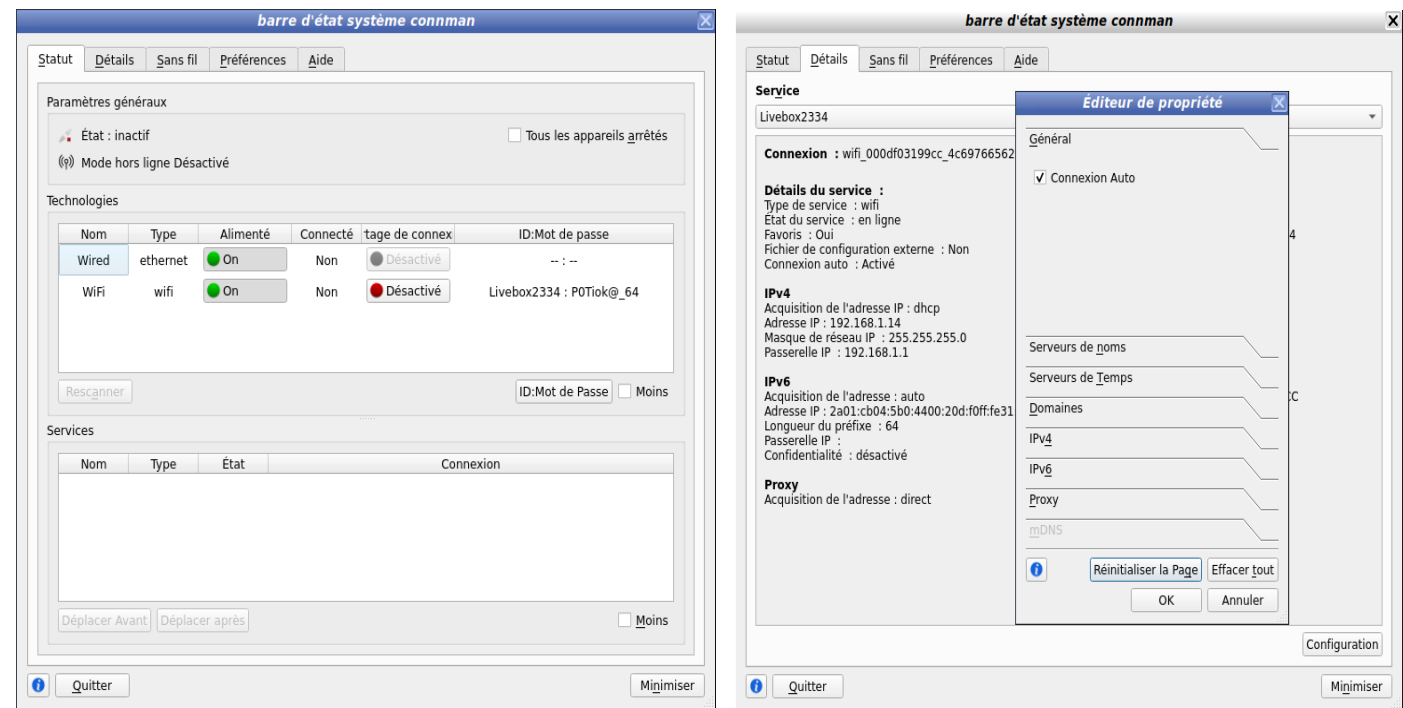 barre d'état système connman
Statut Détails Sans fil Préférences Aide
Paramètres généraux
État : inactif
Tous les appareils arrêtés
Mode hors ligne Désactivé
Technologies
Nom Type Alimenté Connecté tage de connex ID:Mot de passe
Wired ethernet On Non Désactivé -- : --
WiFi wifi On Non Désactivé Livebox2334 : P0Tiok@_64
Rescanner ID:Mot de Passe Moins
Services
Nom Type État Connexion
Déplacer Avant Déplacer après Moins
Quitter Minimiser
barre d'état système connman
Statut Détails Sans fil Préférences Aide
Service
Livebox2334
Connexion : wifi_000df03199cc_4c69766562
Détails du service :
Type de service : wifi
État du service : en ligne
Favoris : Oui
4
Fichier de configuration externe : Non
Connexion auto : Activé
IPv4
Acquisition de l'adresse IP : dhcp
Adresse IP : 192.168.1.14
Masque de réseau IP : 255.255.255.0
Passerelle IP : 192.168.1.1
IPv6
Acquisition de l'adresse : auto
Adresse IP : 2a01:cb04:5b0:4400:20d:f0ff:fe31
Longueur du préfixe : 64
Passerelle IP :
Confidentialité : désactivé
Proxy
Acquisition de l'adresse : direct
Éditeur de propriété
Général
Connexion Auto
Serveurs de noms
Serveurs de Temps
Domaines
IPv4
IPv6
Proxy
mDNS
Réinitialiser la Page Effacer tout
OK Annuler
Configuration
Quitter Minimiser